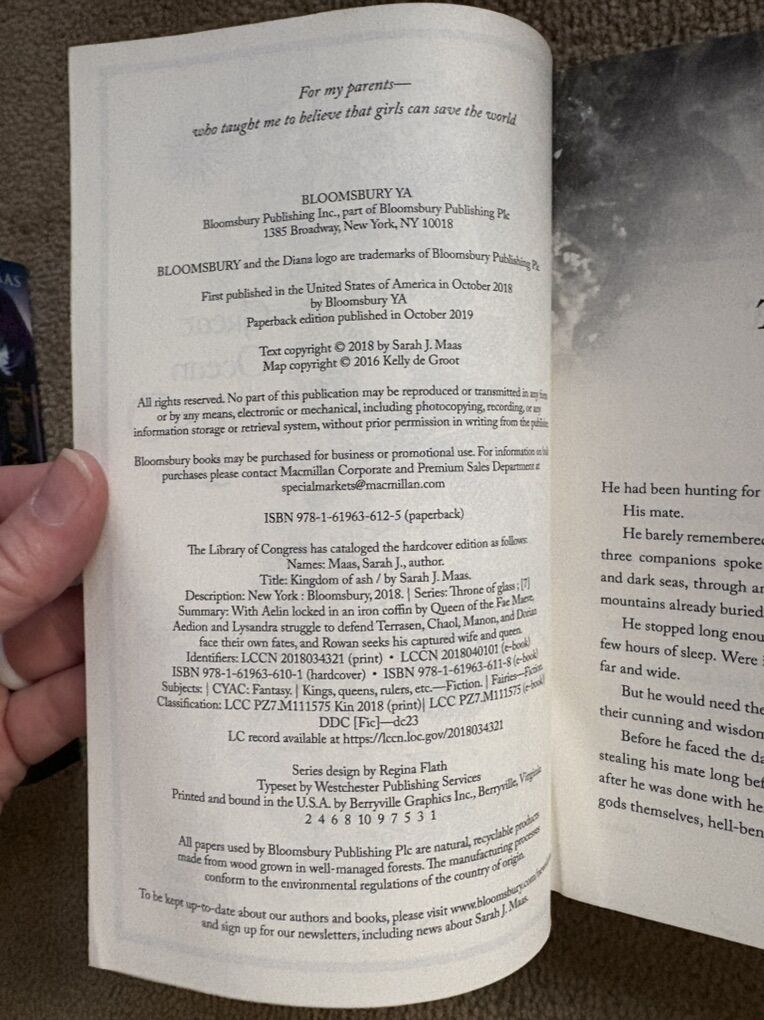 For my parents—
who taught me to believe that girls can save the world
BLOOMSBURY YA
Bloomsbury Publishing Inc., part of Bloomsbury Publishing Plc
1385 Broadway, New York, NY 10018
BLOOMSBURY and the Diana logo are trademarks of Bloomsbury Publishing Plc
First published in the United States of America in October 2018
by Bloomsbury YA
Paperback edition published in October 2019
Text copyright © 2018 by Sarah J. Maas
Map copyright © 2016 Kelly de Groot
All rights reserved. No part of this publication may be reproduced or transmitted in any form
or by any means, electronic or mechanical, including photocopying, recording, or any
information storage or retrieval system, without prior permission in writing from the
Bloomsbury books may be purchased for business or promotional use. For information on
purchases please contact Macmillan Corporate and Premium Sales Department at
specialmarkets@macmillan.com
ISBN 978-1-61963-612-5 (paperback)
The Library of Congress has cataloged the hardcover edition as follows:
Names: Maas, Sarah J., author.
Title: Kingdom of ash / by Sarah J. Maas.
Description: New York : Bloomsbury, 2018. | Series: Throne of glass ; [7]
Summary: With Aelin locked in an iron coffin by Queen of the Fae Maeve,
Aedion and Lysandra struggle to defend Terrasen, Chaol, Manon, and Dorian
face their own fates, and Rowan seeks his captured wife and queen.
Identifiers: LCCN 2018034321 (print) • LCCN 2018040101 (e-book)
ISBN 978-1-61963-610-1 (hardcover) • ISBN 978-1-61963-611-8 (e-book)
Subjects: | CYAC: Fantasy. | Kings, queens, rulers, etc.—Fiction. | Fairies—Fiction.
Classification: LCC PZ7.M111575 Kin 2018 (print)| LCC PZ7.M111575 (e-book)
DDC [Fic]—dc23
LC record available at https://lccn.loc.gov/2018034321
Series design by Regina Flath
Typeset by Westchester Publishing Services
Printed and bound in the U.S.A. by Berryville Graphics Inc., Berryville, Virginia
2 4 6 8 10 9 7 5 3 1
All papers used by Bloomsbury Publishing Plc are natural, recyclable products
made from wood grown in well-managed forests. The manufacturing processes
conform to the environmental regulations of the country of origin.
To be kept up-to-date about our authors and books, please visit www.bloomsbury.com/
and sign up for our newsletters, including news about Sarah J. Maas.
He had been hunting for
His mate.
He barely remembered
three companions spoke
and dark seas, through
mountains already buried
He stopped long
few hours of sleep. Were
far and wide.
But he would need
their cunning and wisdom
Before he faced the
stealing his mate long
after he was done with
gods themselves,